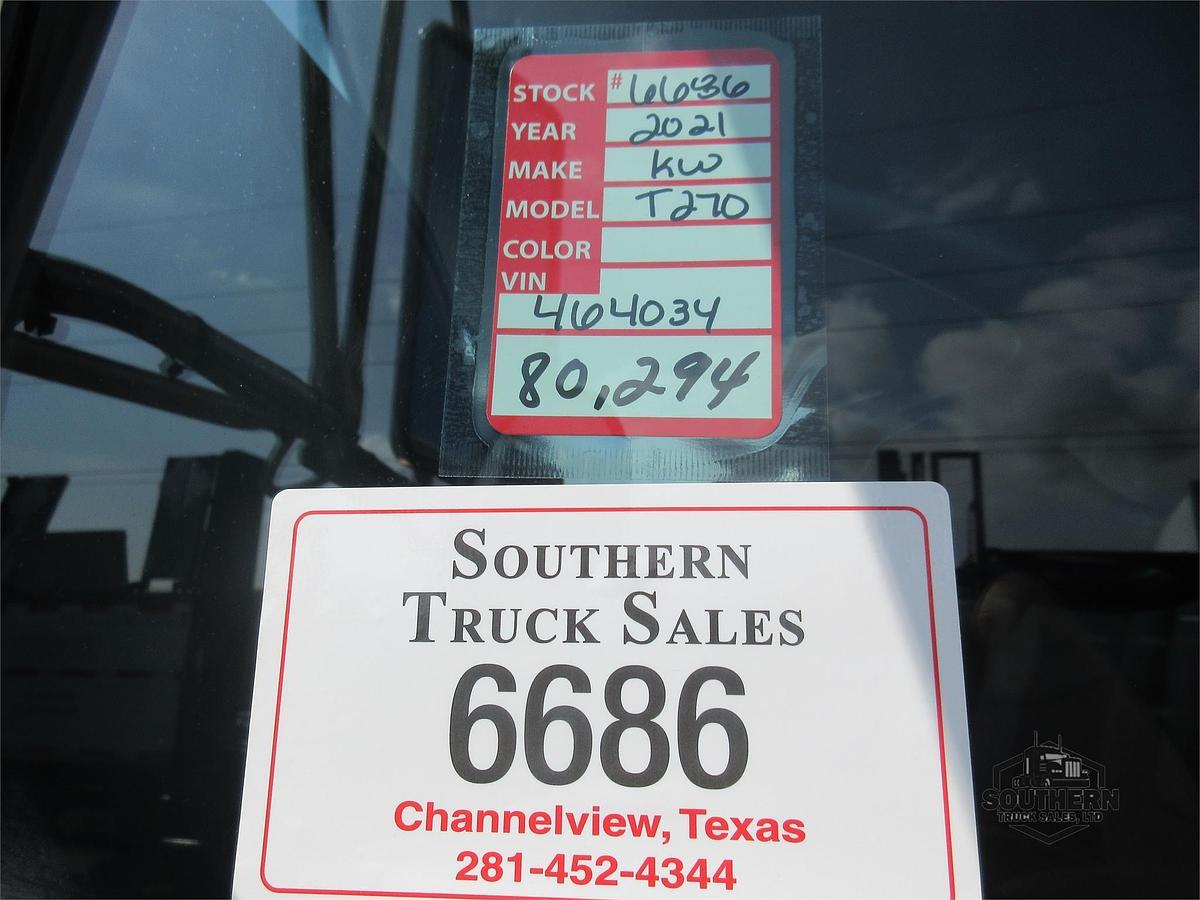 STOCK #6686
YEAR 2021
MAKE KW
MODEL T270
COLOR
VIN
464034
80,294
SOUTHERN
TRUCK SALES
6686
Channelview, Texas
281-452-4344
SOUTHERN
TRUCK SALES, LTD